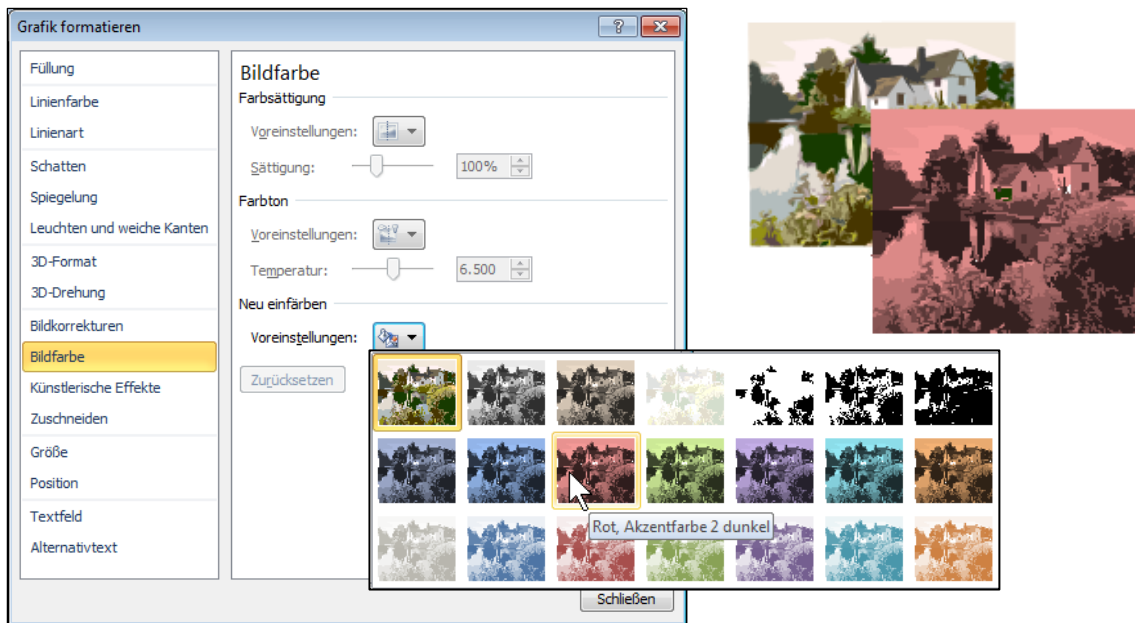 Grafik formatieren
Füllung
Linienfarbe
Linienart
Schatten
Spiegelung
Leuchten und weiche Kanten
3D-Format
3D-Drehung
Bildkorrekturen
Bildfarbe
Künstlerische Effekte
Zuschneiden
Größe
Position
Textfeld
Alternativtext
Bildfarbe
Farbsättigung
Voreinstellungen:
Sättigung: 100%
Farbton
Voreinstellungen:
Temperatur: 6.500
Neu einfärben
Voreinstellungen:
Zurücksetzen
Rot, Akzentfarbe 2 dunkel
Schließen